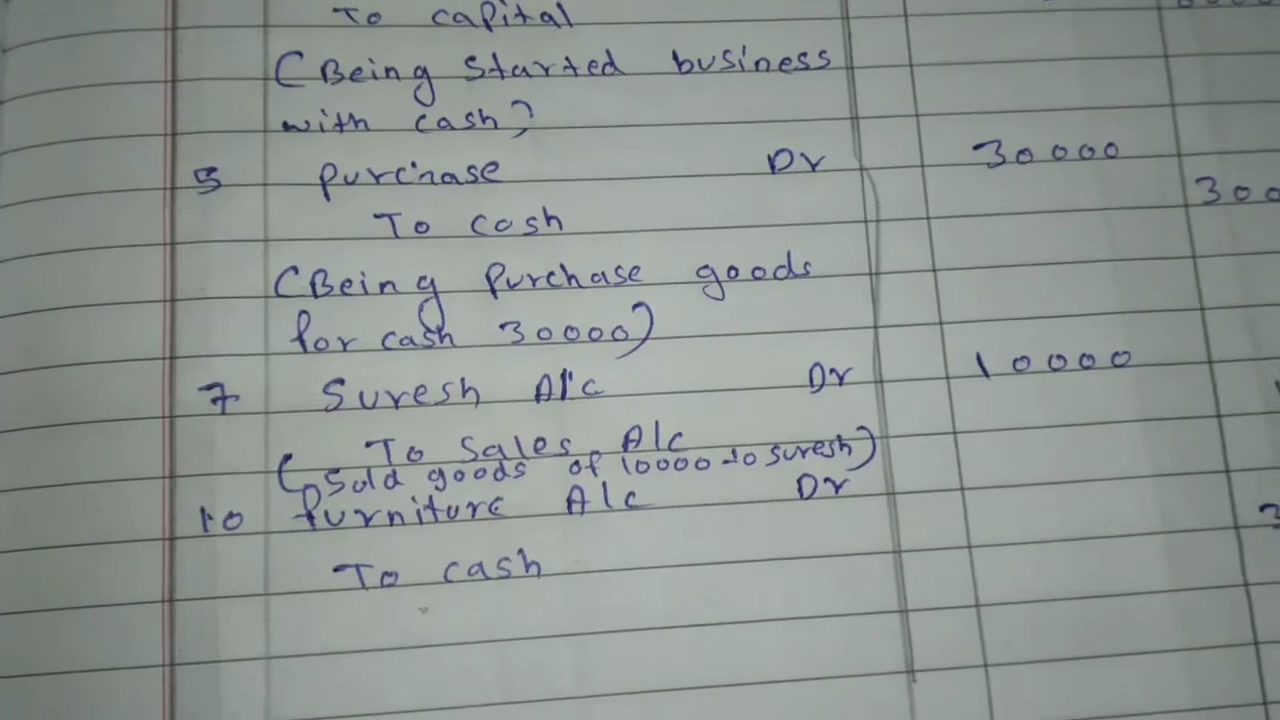 To capital
(Being started business
with cash)
5 purchase Dr 30000
To cash 300
(Being Purchase goods
for cash 30000)
7 Suresh A/c Dr 10000
To Sales A/c
(Sold goods of 10000 to suresh)
10 furniture A/c Dr
To cash